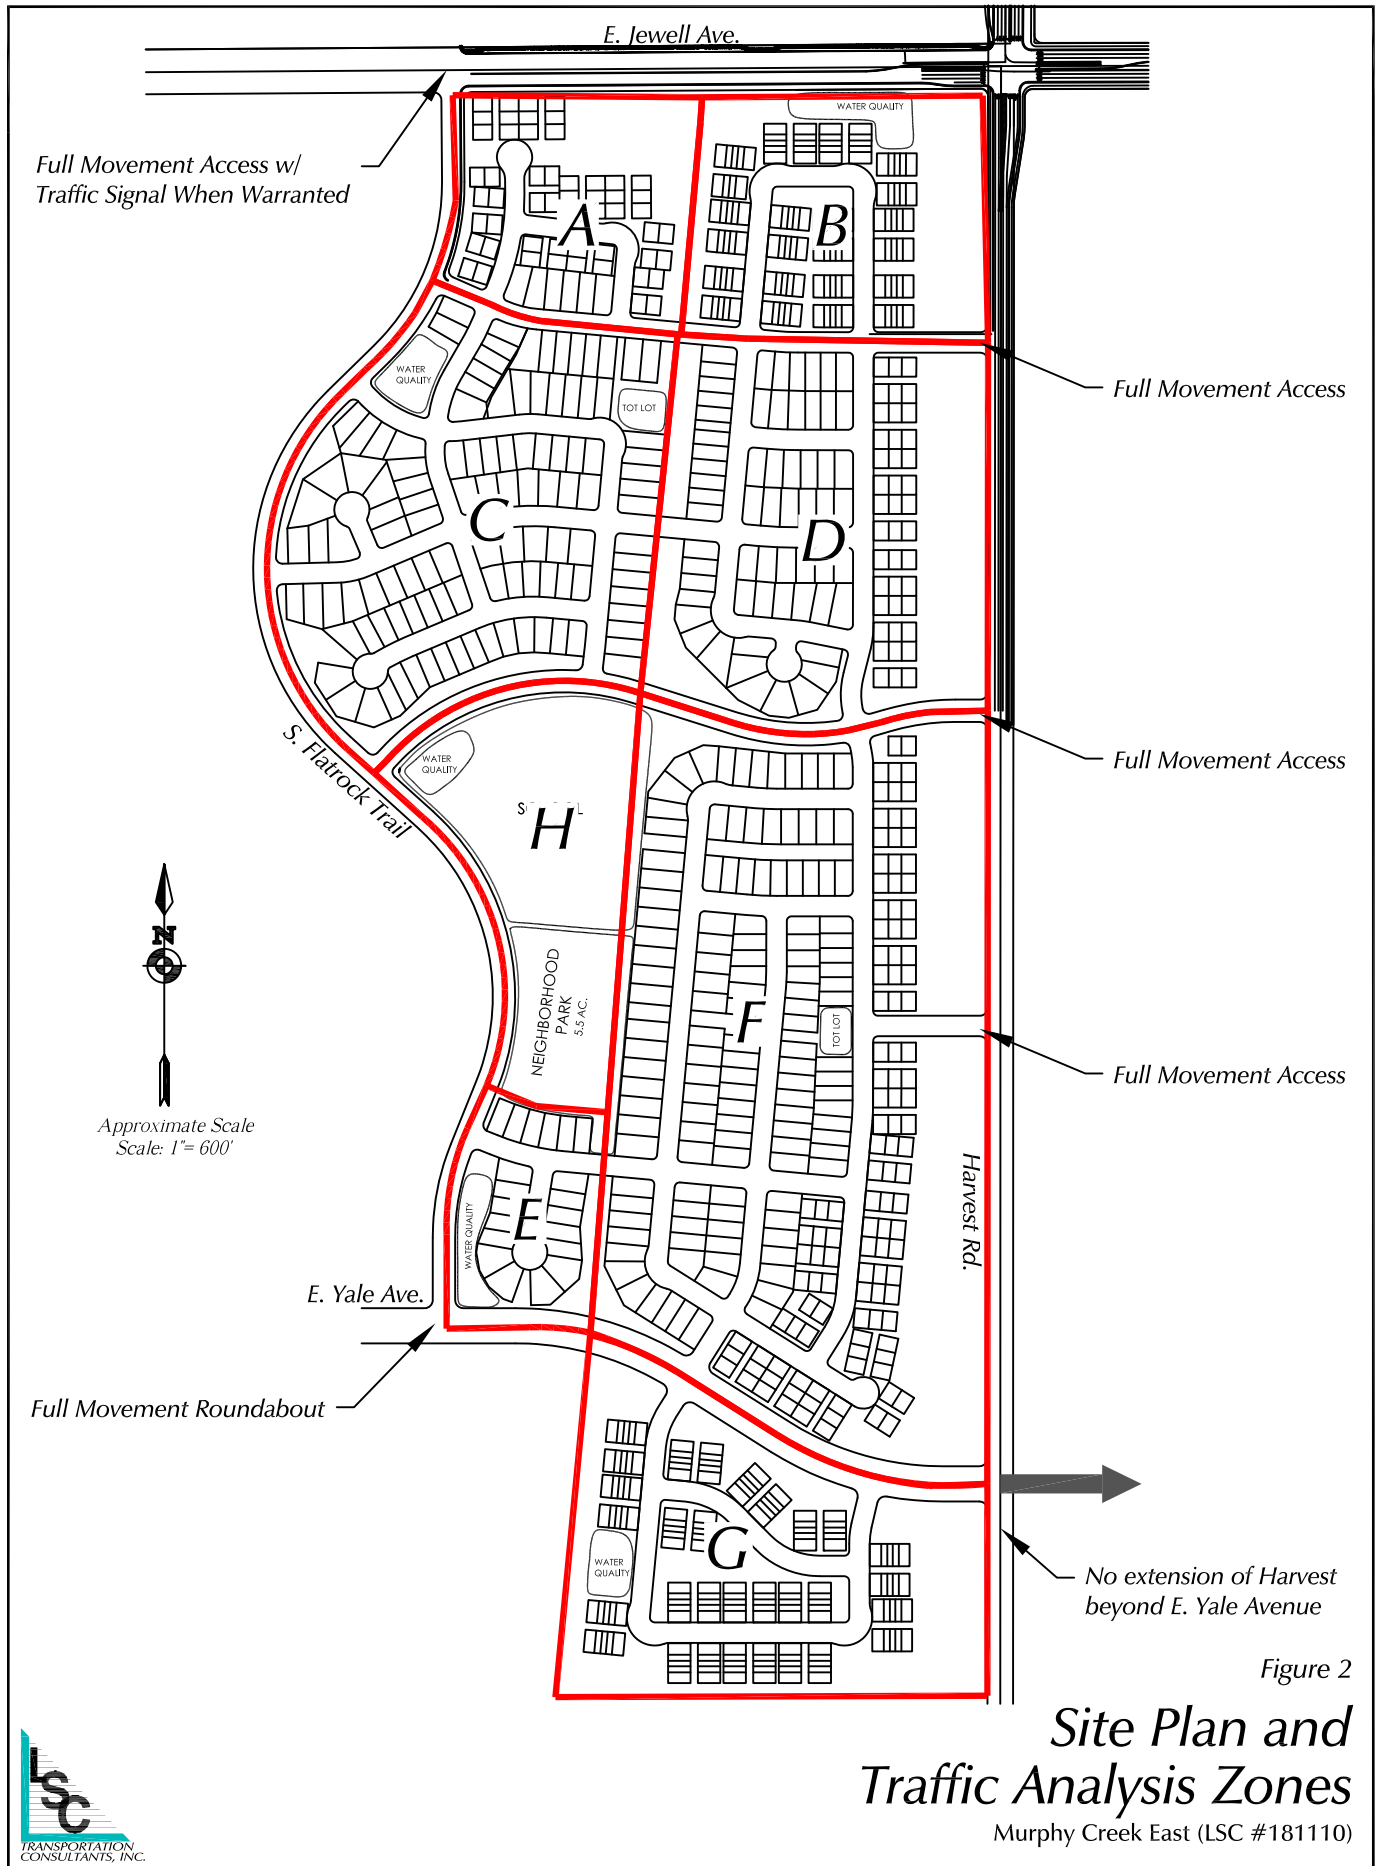 E. Jewell Ave.
WATER QUALITY
Full Movement Access w/
Traffic Signal When Warranted
A
B
WATER
QUALITY
Full Movement Access
TOT LOT
C
D
S. Flatrock Trail
WATER
QUALITY
Full Movement Access
H
N
NEIGHBORHOOD
PARK
5.5 AC.
F
TOT LOT
Full Movement Access
Approximate Scale
Scale: 1"= 600'
Harvest Rd.
E
WATER QUALITY
E. Yale Ave.
Full Movement Roundabout
G
WATER
QUALITY
No extension of Harvest
beyond E. Yale Avenue
Figure 2
Site Plan and
Traffic Analysis Zones
Murphy Creek East (LSC #181110)
LSC
TRANSPORTATION
CONSULTANTS, INC.